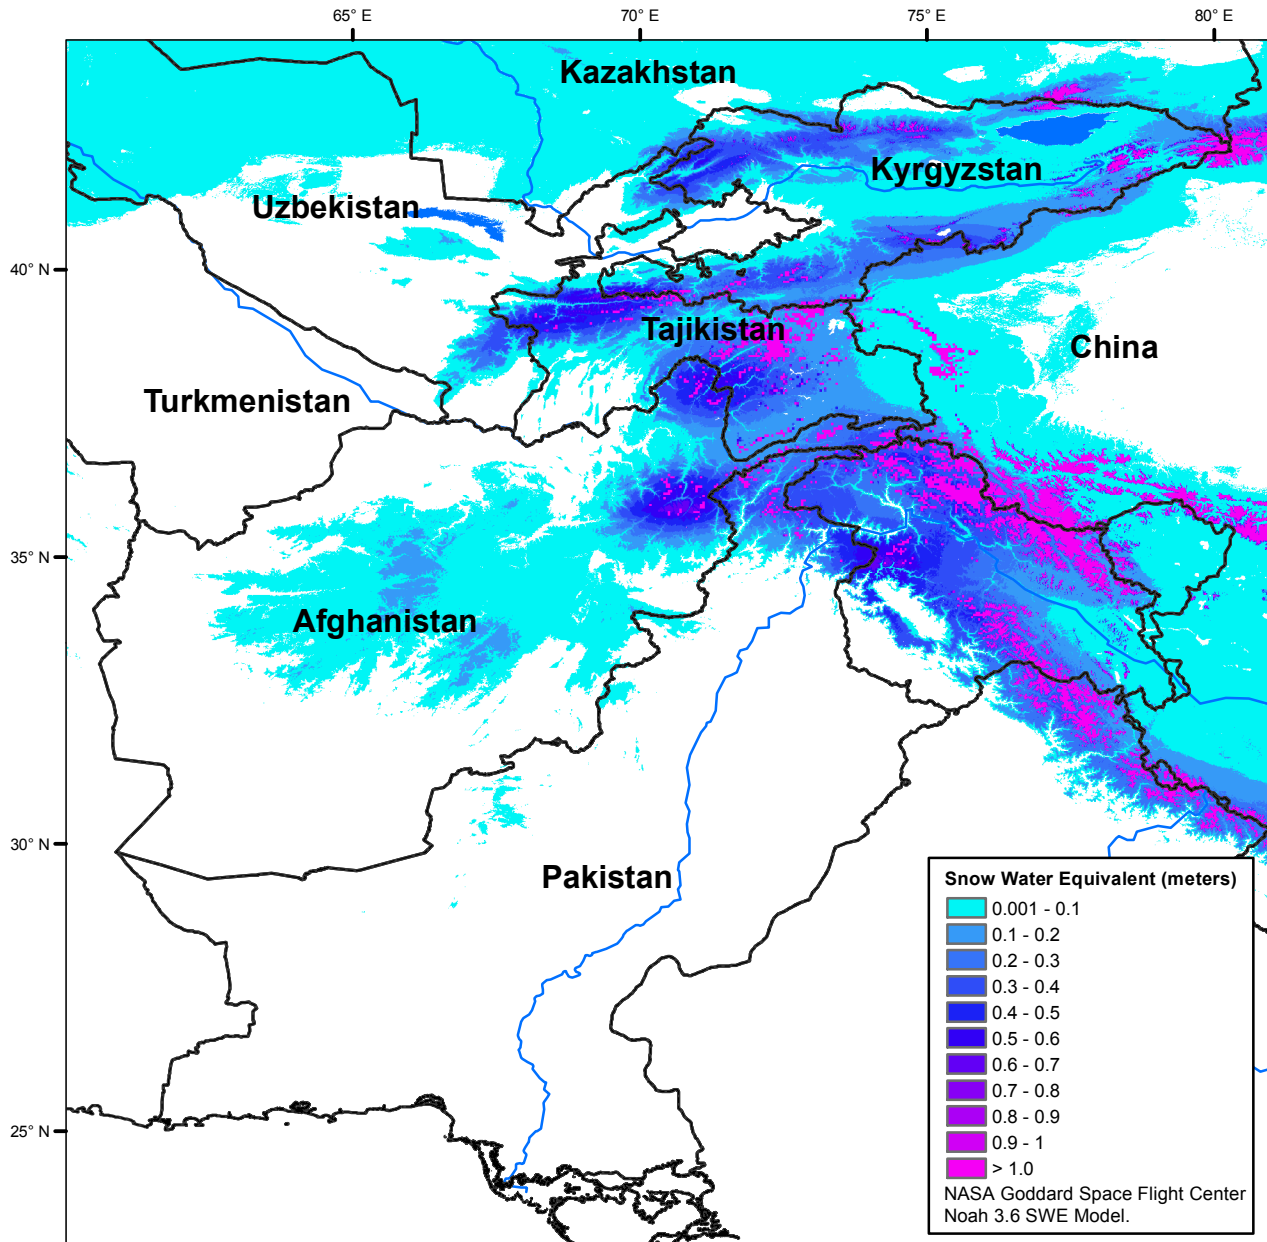 65° E
70° E
75° E
80° E
Kazakhstan
Kyrgyzstan
Uzbekistan
40° N
Tajikistan
China
Turkmenistan
35° N
Afghanistan
30° N
Pakistan
25° N
Snow Water Equivalent (meters)
0.001 - 0.1
0.1 - 0.2
0.2 - 0.3
0.3 - 0.4
0.4 - 0.5
0.5 - 0.6
0.6 - 0.7
0.7 - 0.8
0.8 - 0.9
0.9 - 1
> 1.0
NASA Goddard Space Flight Center
Noah 3.6 SWE Model.